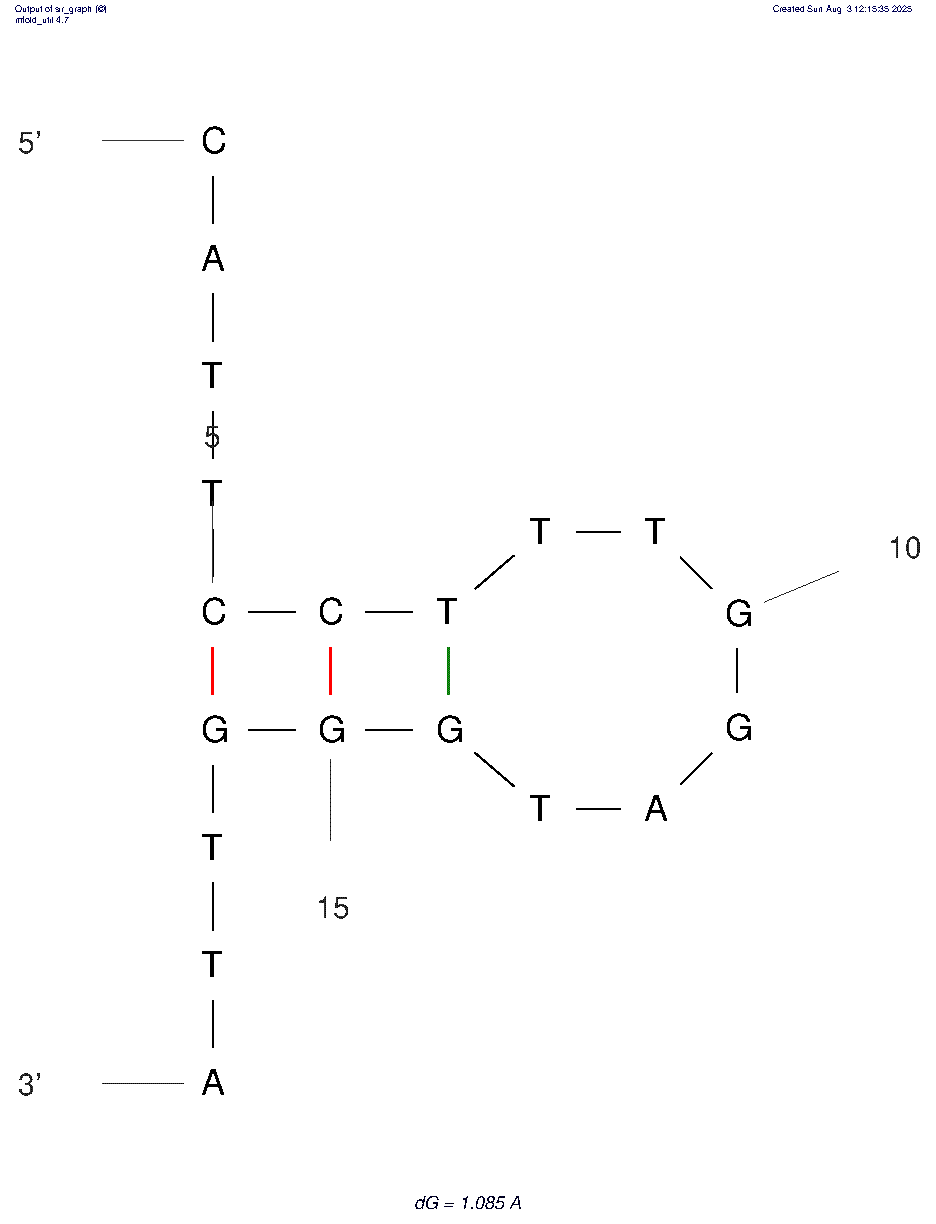 Output of sir_graph (©)
mfold_util 4.7
Created Sun Aug 3 12:15:35 2025
5’ C
A
T
5
T
T T
10
C C T G
G G G G
T A
T
15
T
3’ A
dG = 1.085 A